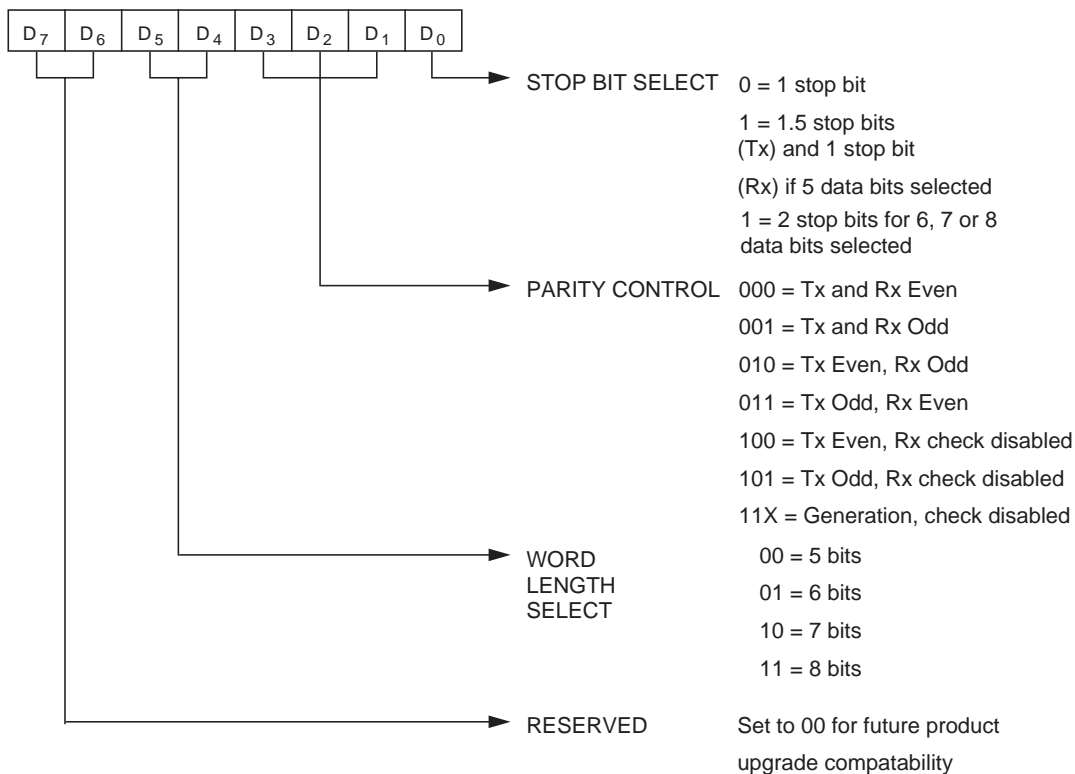 D7 D6 D5 D4 D3 D2 D1 D0
STOP BIT SELECT 0 = 1 stop bit
1 = 1.5 stop bits
(Tx) and 1 stop bit
(Rx) if 5 data bits selected
1 = 2 stop bits for 6, 7 or 8
data bits selected
PARITY CONTROL 000 = Tx and Rx Even
001 = Tx and Rx Odd
010 = Tx Even, Rx Odd
011 = Tx Odd, Rx Even
100 = Tx Even, Rx check disabled
101 = Tx Odd, Rx check disabled
11X = Generation, check disabled
WORD 00 = 5 bits
LENGTH 01 = 6 bits
SELECT
10 = 7 bits
11 = 8 bits
RESERVED Set to 00 for future product
upgrade compatability